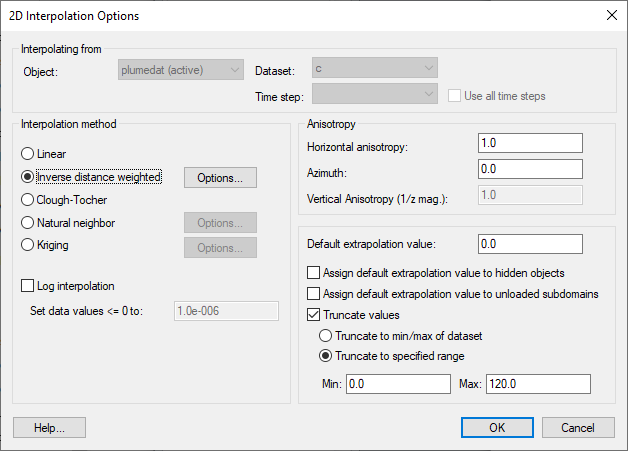 2D Interpolation Options
Interpolating from
Object: plumedat (active) Dataset: c
Time step: Use all time steps
Interpolation method
Linear
Inverse distance weighted Options...
Clough-Tocher
Natural neighbor Options...
Kriging Options...
Log interpolation
Set data values <= 0 to: 1.0e-006
Anisotropy
Horizontal anisotropy: 1.0
Azimuth: 0.0
Vertical Anisotropy (1/z mag.): 1.0
Default extrapolation value: 0.0
Assign default extrapolation value to hidden objects
Assign default extrapolation value to unloaded subdomains
Truncate values
Truncate to min/max of dataset
Truncate to specified range
Min: 0.0 Max: 120.0
Help... OK Cancel